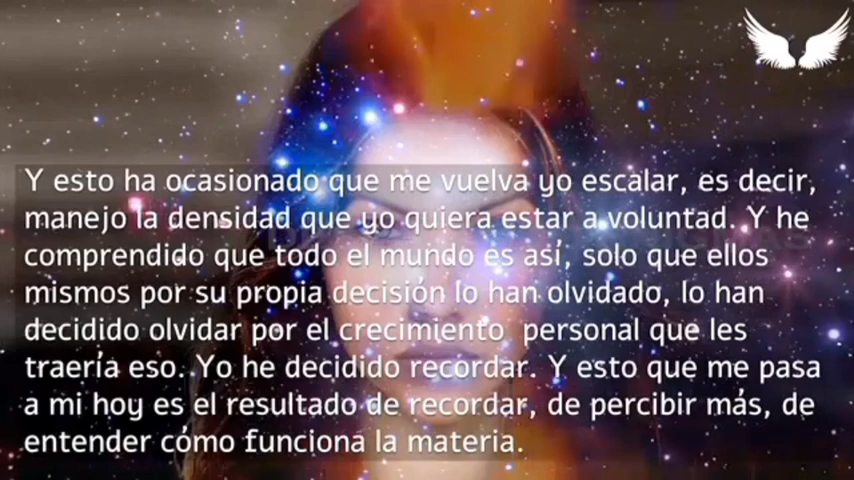 Y esto ha ocasionado que me vuelva yo escalar, es decir,
manejo la densidad que yo quiera estar a voluntad. Y he
comprendido que todo el mundo es así, solo que ellos
mismos por su propia decisión lo han olvidado, lo han
decidido olvidar por el crecimiento personal que les
traería eso. Yo he decidido recordar. Y esto que me pasa
a mi hoy es el resultado de recordar, de percibir más, de
entender cómo funciona la materia.